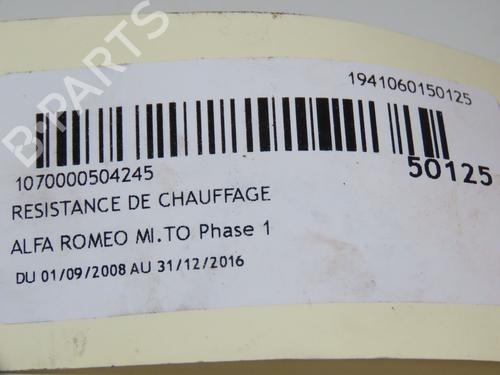 1941060150125
1070000504245
50125
RESISTANCE DE CHAUFFAGE
ALFA ROMEO MI.TO Phase 1
DU 01/09/2008 AU 31/12/2016
B-PARTS